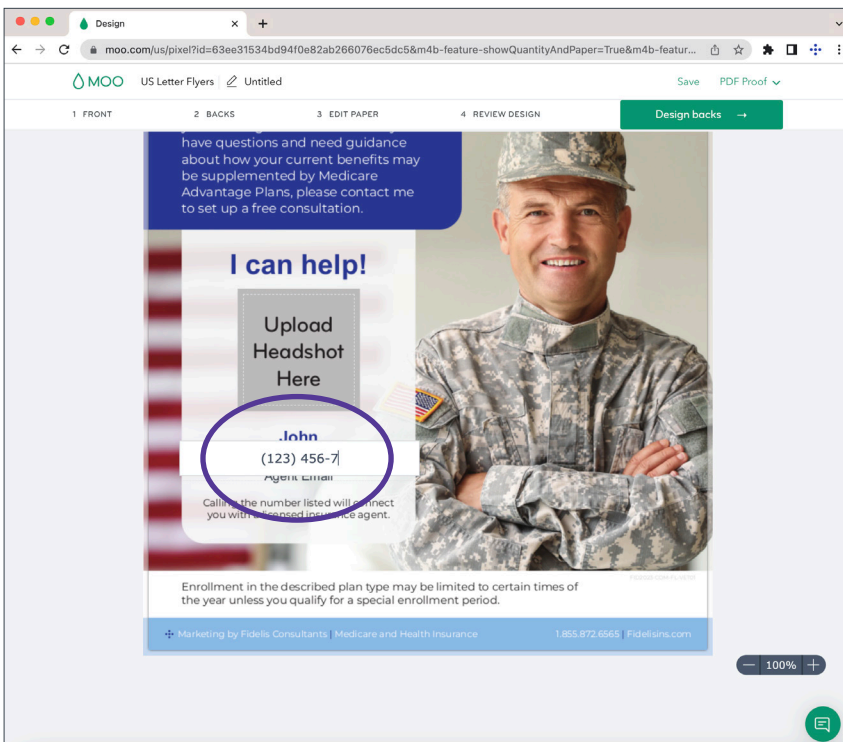 Design
moo.com/us/pixel?id=63ee31534bd94f0e82ab266076ec5dc5&m4b-feature-showQuantityAndPaper=True&m4b-featur...
MOO US Letter Flyers Untitled Save PDF Proof
1 FRONT 2 BACKS 3 EDIT PAPER 4 REVIEW DESIGN Design backs →
have questions and need guidance
about how your current benefits may
be supplemented by Medicare
Advantage Plans, please contact me
to set up a free consultation.
I can help!
Upload
Headshot
Here
John
(123) 456-7
Agent Email
Calling the number listed will connect
you with a licensed insurance agent.
Enrollment in the described plan type may be limited to certain times of
the year unless you qualify for a special enrollment period.
Marketing by Fidelis Consultants | Medicare and Health Insurance 1.855.872.6565 | Fidelisins.com
100%